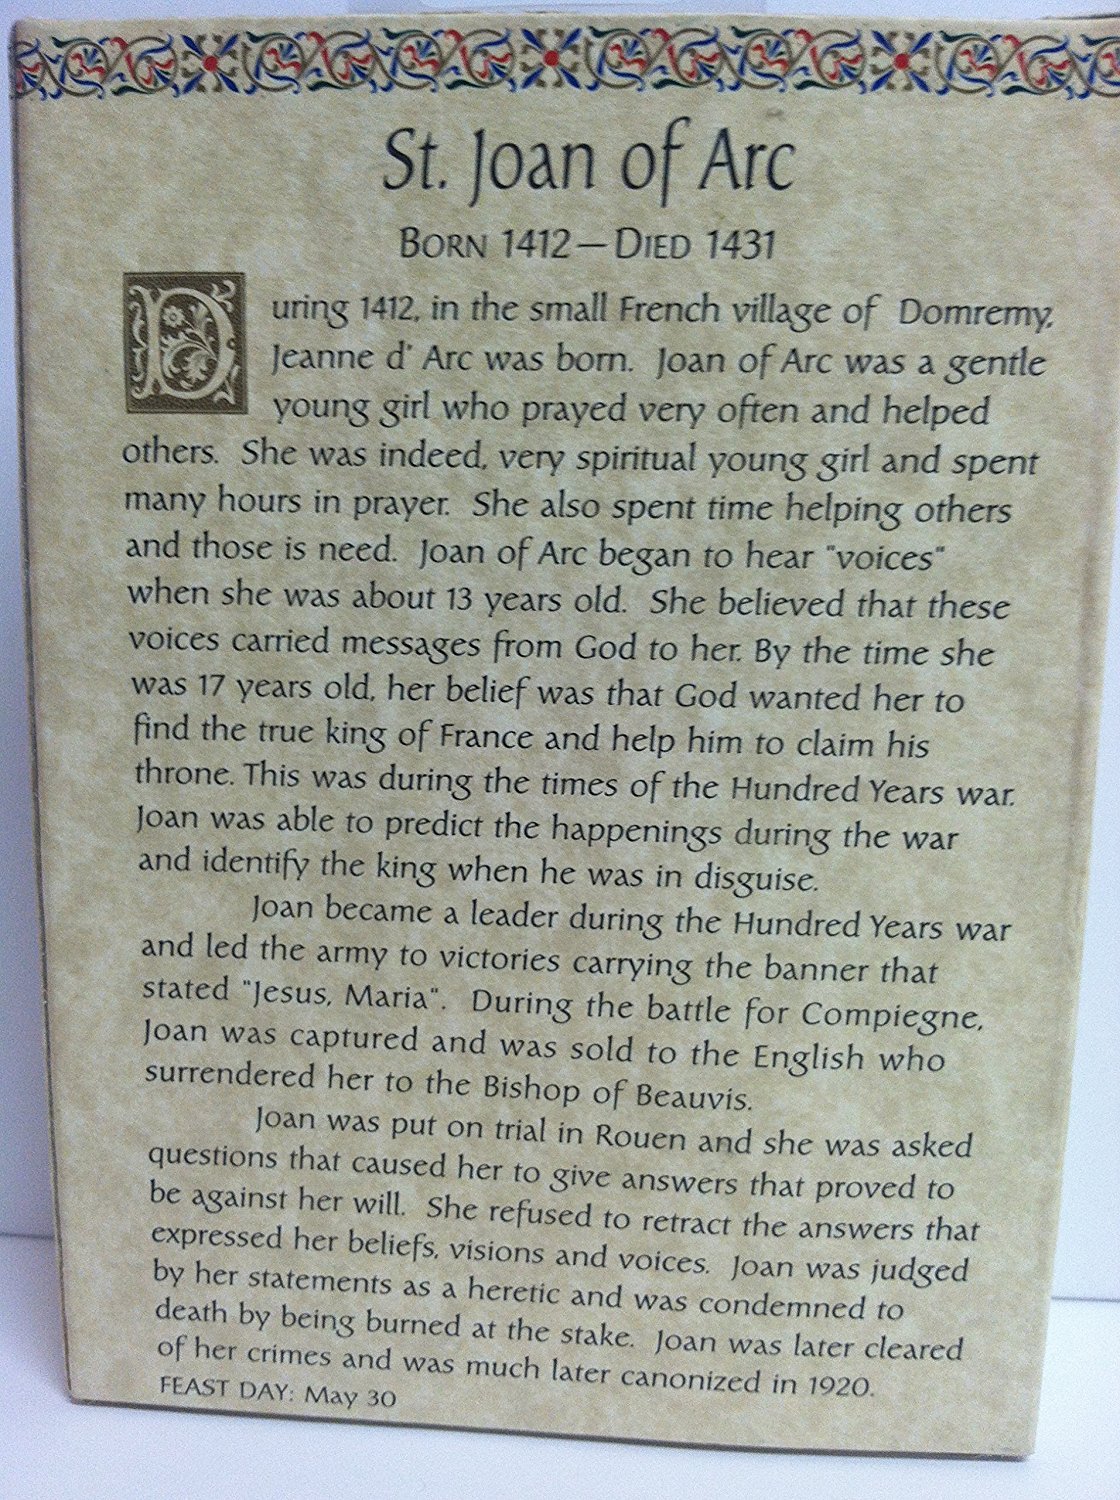 St. Joan of Arc
BORN 1412—DIED 1431
During 1412, in the small French village of Domremy,
Jeanne d' Arc was born. Joan of Arc was a gentle
young girl who prayed very often and helped
others. She was indeed, very spiritual young girl and spent
many hours in prayer. She also spent time helping others
and those is need. Joan of Arc began to hear "voices"
when she was about 13 years old. She believed that these
voices carried messages from God to her. By the time she
was 17 years old, her belief was that God wanted her to
find the true king of France and help him to claim his
throne. This was during the times of the Hundred Years war.
Joan was able to predict the happenings during the war
and identify the king when he was in disguise.
Joan became a leader during the Hundred Years war
and led the army to victories carrying the banner that
stated "Jesus, Maria". During the battle for Compiegne,
Joan was captured and was sold to the English who
surrendered her to the Bishop of Beauvis.
Joan was put on trial in Rouen and she was asked
questions that caused her to give answers that proved to
be against her will. She refused to retract the answers that
expressed her beliefs, visions and voices. Joan was judged
by her statements as a heretic and was condemned to
death by being burned at the stake. Joan was later cleared
of her crimes and was much later canonized in 1920.
FEAST DAY: May 30